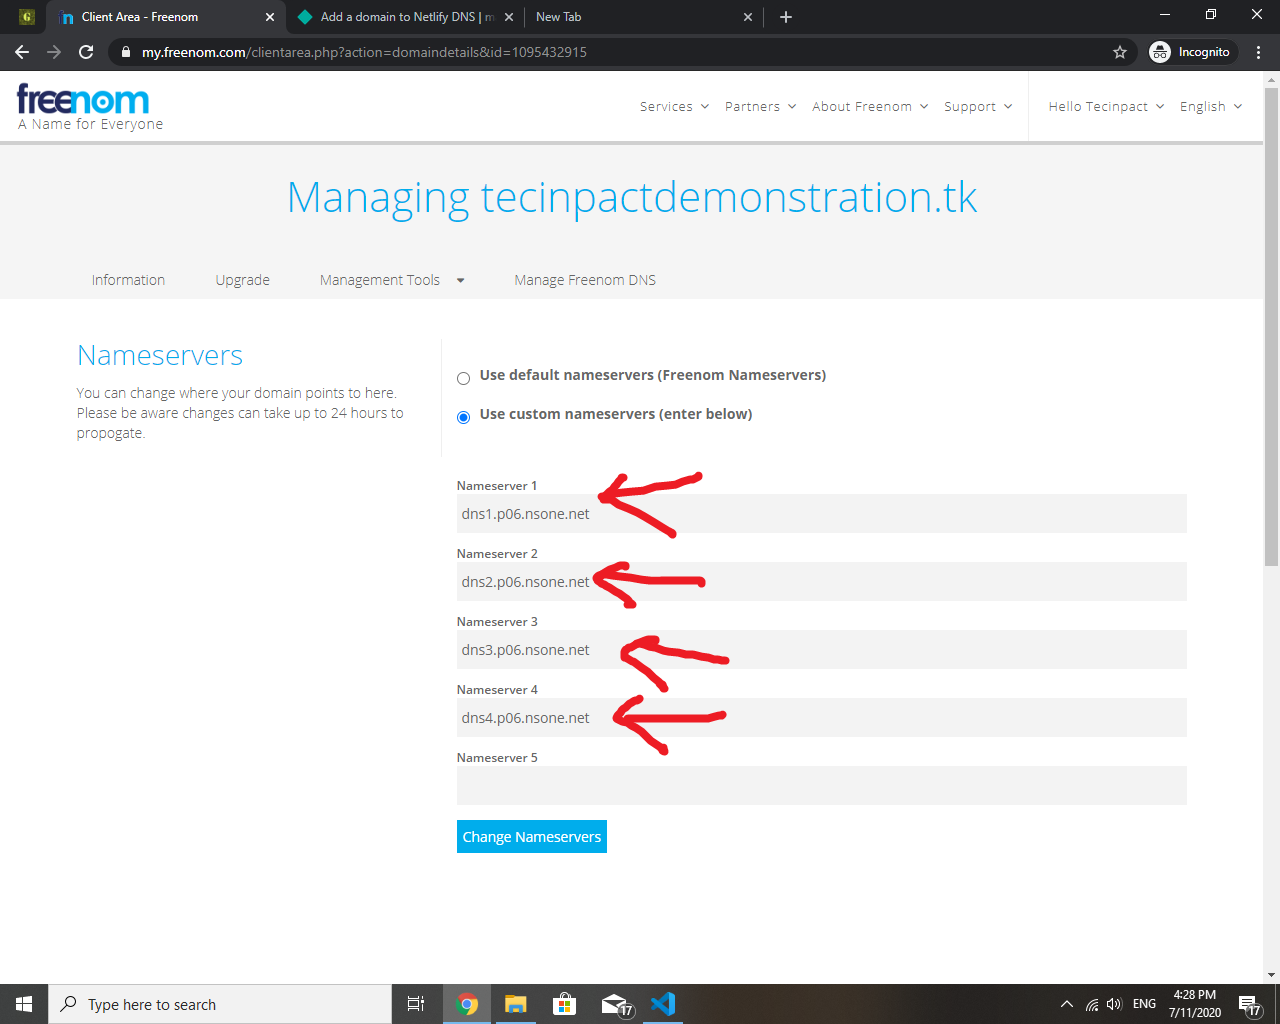 Client Area - Freenom
Add a domain to Netlify DNS | m
New Tab
my.freenom.com/clientarea.php?action=domaindetails&id=1095432915
Incognito
freenom
A Name for Everyone
Services
Partners
About Freenom
Support
Hello Tecinpact
English
Managing tecinpactdemonstration.tk
Information
Upgrade
Management Tools
Manage Freenom DNS
Nameservers
You can change where your domain points to here.
Please be aware changes can take up to 24 hours to
propogate.
Use default nameservers (Freenom Nameservers)
Use custom nameservers (enter below)
Nameserver 1
dns1.p06.nsone.net
Nameserver 2
dns2.p06.nsone.net
Nameserver 3
dns3.p06.nsone.net
Nameserver 4
dns4.p06.nsone.net
Nameserver 5
Change Nameservers
Type here to search
17
ENG
4:28 PM
7/11/2020
17